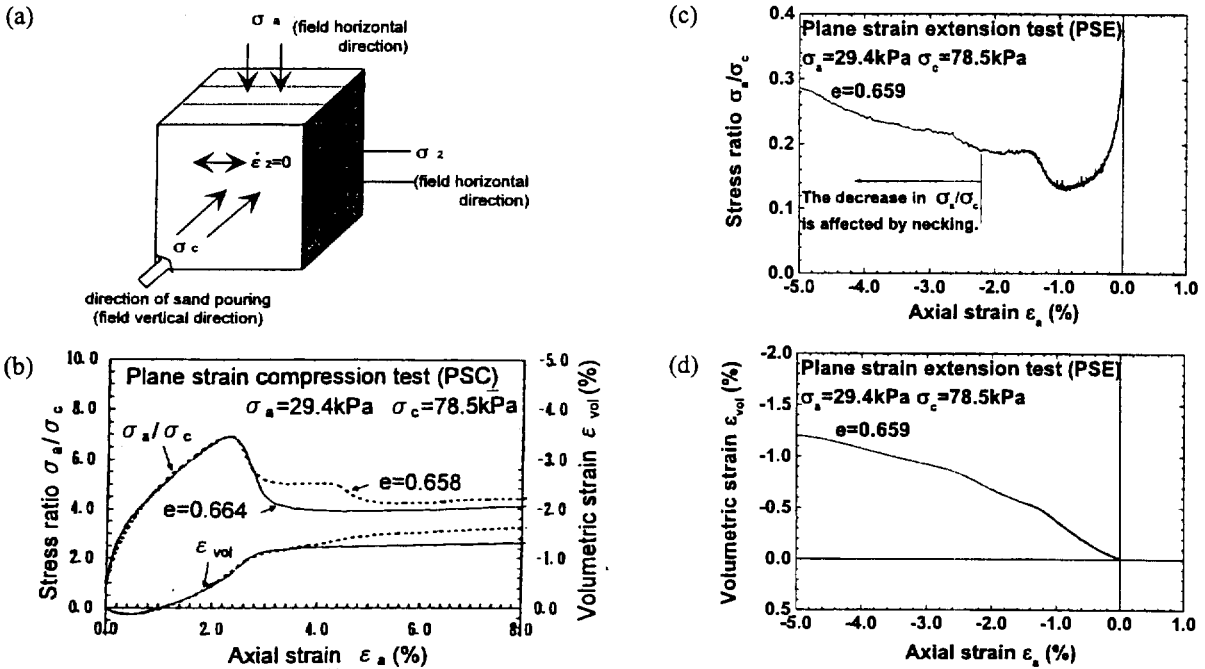 (a)
σ a
(field horizontal
direction)
ε̇ 2=0
σ 2
(field horizontal
direction)
σ c
direction of sand pouring
(field vertical direction)
(b)
Plane strain compression test (PSC)
σ a=29.4kPa σ c=78.5kPa
σ a/σ c
e=0.658
e=0.664
ε vol
Stress ratio σ a/σ c
10.0
8.0
6.0
4.0
2.0
0.0
Volumetric strain ε vol(%)
-5.0
-4.0
-3.0
-2.0
-1.0
-0.0
0.0 2.0 4.0 6.0 8.0
Axial strain ε a (%)
(c)
Plane strain extension test (PSE)
σa=29.4kPa σc=78.5kPa
e=0.659
The decrease in σa/σc
is affected by necking.
Stress ratio σa/σc
0.4
0.3
0.2
0.1
0.0
-5.0 -4.0 -3.0 -2.0 -1.0 0.0 1.0
Axial strain εa (%)
(d)
Plane strain extension test (PSE)
σa=29.4kPa σc=78.5kPa
e=0.659
Volumetric strain εvol(%)
-2.0
-1.5
-1.0
-0.5
0.0
0.5
-5.0 -4.0 -3.0 -2.0 -1.0 0.0 1.0
Axial strain εa (%)